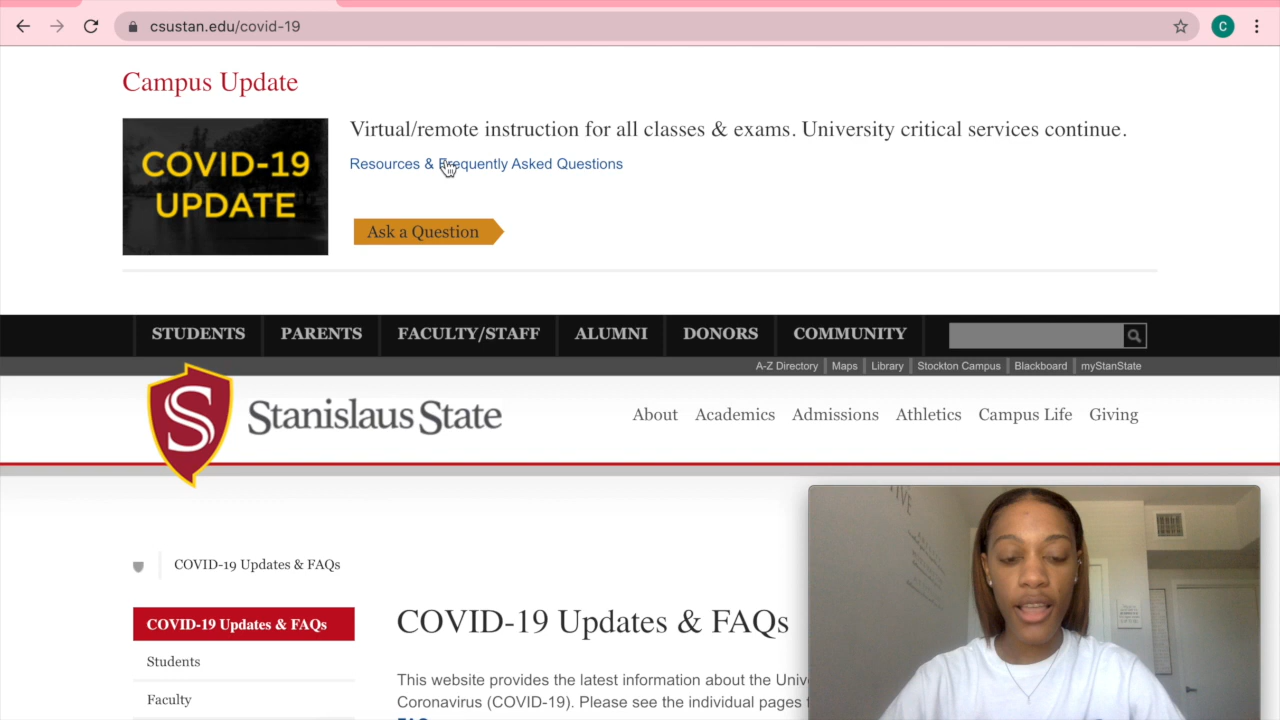 csustan.edu/covid-19
C
Campus Update
COVID-19
UPDATE
Virtual/remote instruction for all classes & exams. University critical services continue.
Resources & Frequently Asked Questions
Ask a Question
STUDENTS PARENTS FACULTY/STAFF ALUMNI DONORS COMMUNITY
A-Z Directory Maps Library Stockton Campus Blackboard myStanState
S Stanislaus State
About Academics Admissions Athletics Campus Life Giving
COVID-19 Updates & FAQs
COVID-19 Updates & FAQs
Students
Faculty
COVID-19 Updates & FAQs
This website provides the latest information about the
Coronavirus (COVID-19). Please see the individual pages